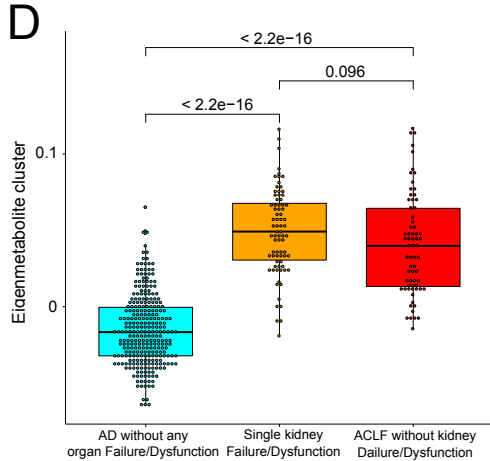 D
< 2.2e−16
0.096
< 2.2e−16
0.1
0
Eigenmetabolite cluster
AD without any
organ Failure/Dysfunction
Single kidney
Failure/Dysfunction
ACLF without kidney
Dailure/Dysfunction